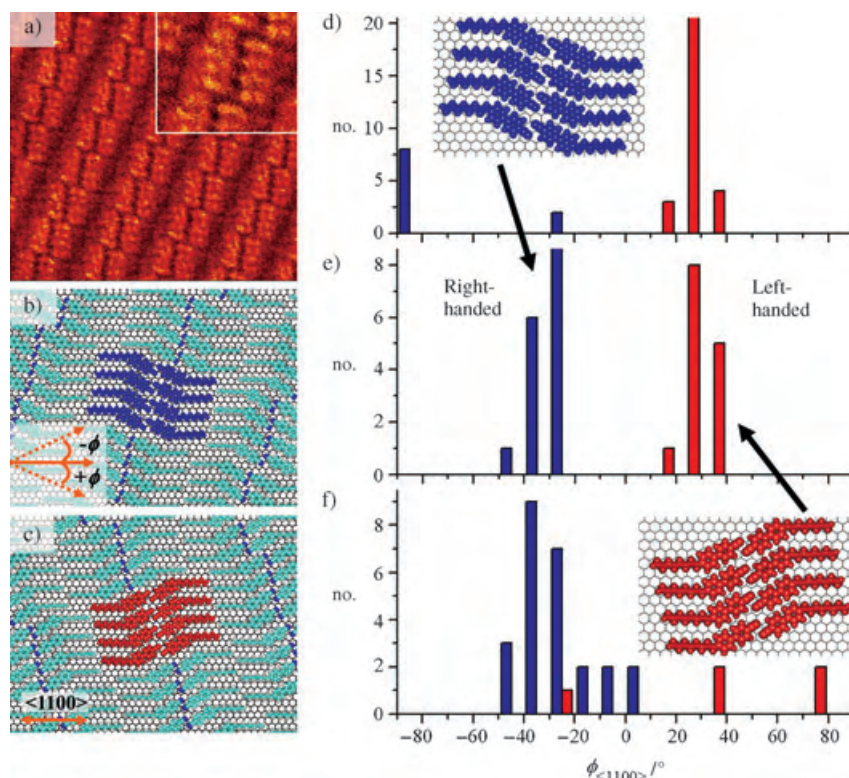 a)
b)
-ϕ
+ϕ
c)
<1100>
d)
20
15
no.
10
5
0
e)
8
Right-
handed
Left-
handed
6
no.
4
2
0
f)
8
6
no.
4
2
0
−80 −60 −40 −20 0 20 40 60 80
ϕ<1100>/°